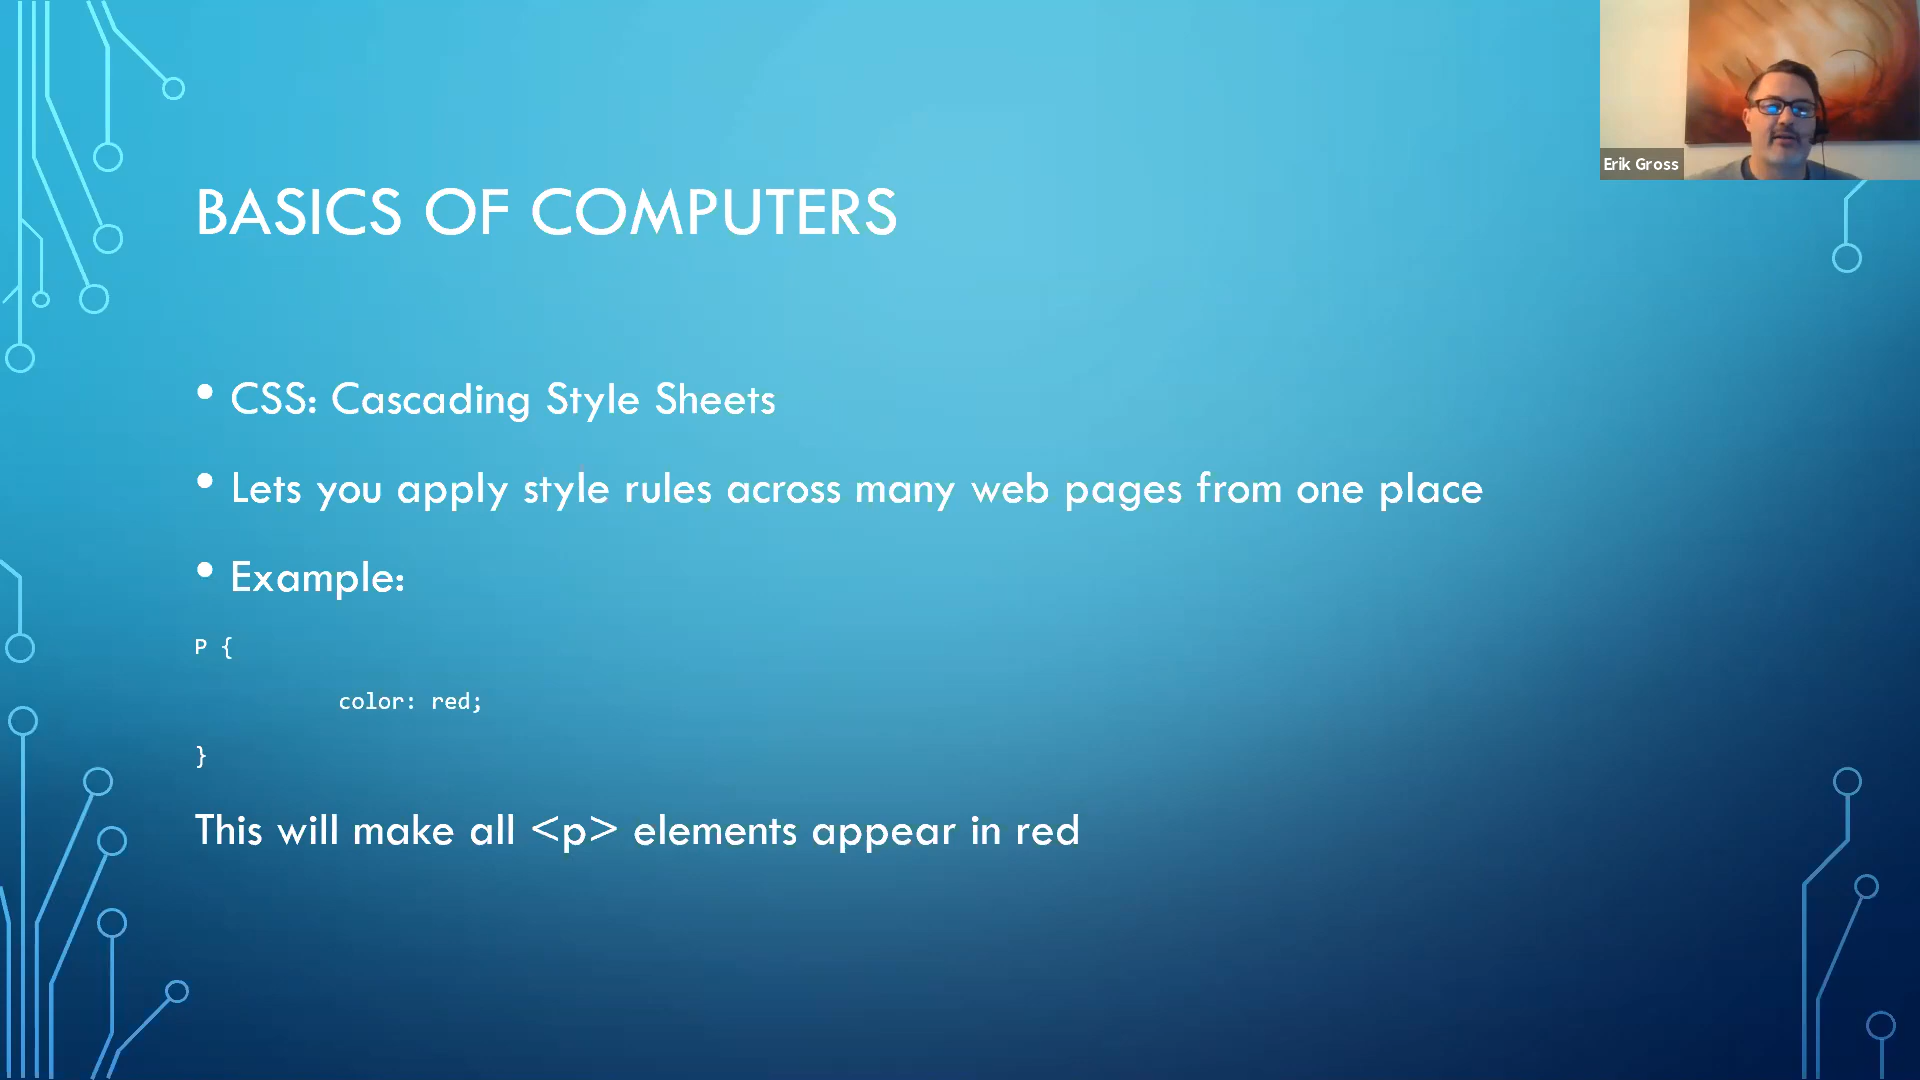 Erik Gross
BASICS OF COMPUTERS
• CSS: Cascading Style Sheets
• Lets you apply style rules across many web pages from one place
• Example:
P {
color: red;
}
This will make all <p> elements appear in red